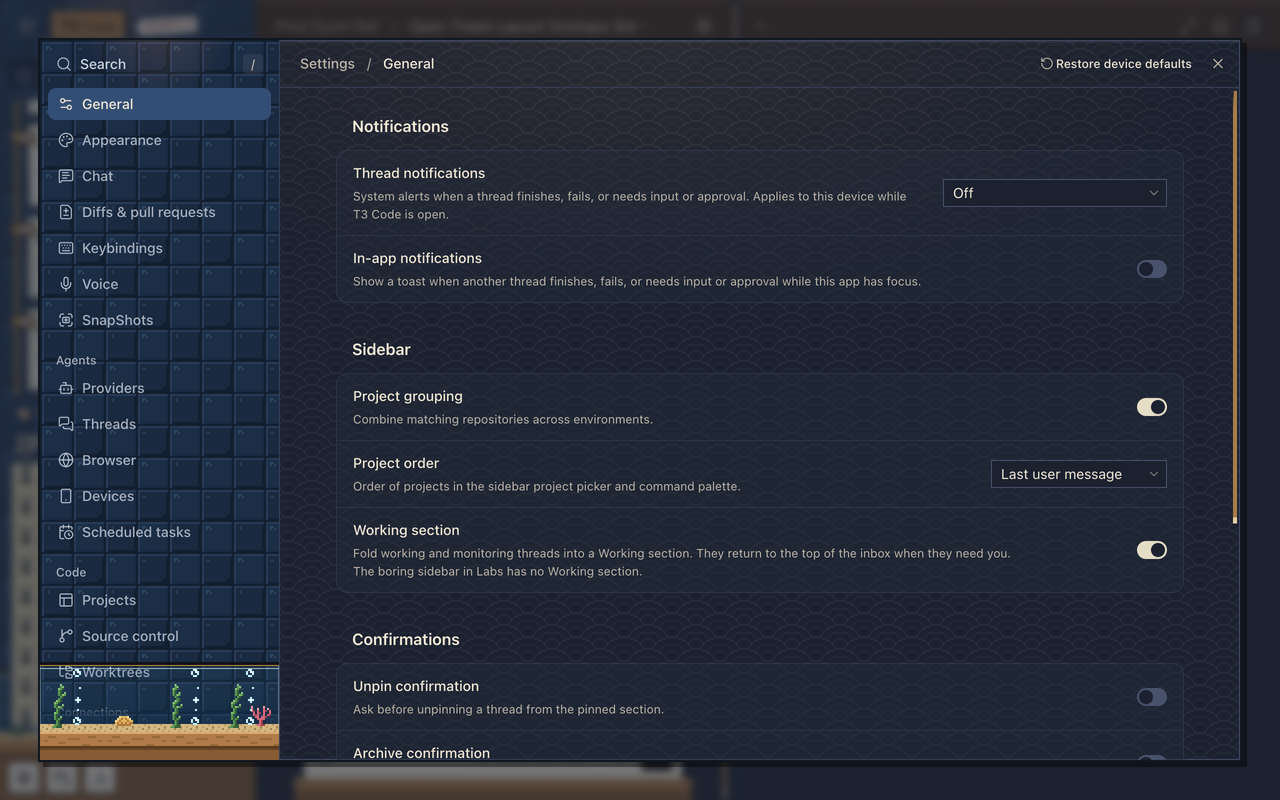 Search
/
General
Appearance
Chat
Diffs & pull requests
Keybindings
Voice
SnapShots
Agents
Providers
Threads
Browser
Devices
Scheduled tasks
Code
Projects
Source control
Worktrees
Connections
Settings / General
Restore device defaults
Notifications
Thread notifications
System alerts when a thread finishes, fails, or needs input or approval. Applies to this device while
T3 Code is open.
Off
In-app notifications
Show a toast when another thread finishes, fails, or needs input or approval while this app has focus.
Sidebar
Project grouping
Combine matching repositories across environments.
Project order
Order of projects in the sidebar project picker and command palette.
Last user message
Working section
Fold working and monitoring threads into a Working section. They return to the top of the inbox when they need you.
The boring sidebar in Labs has no Working section.
Confirmations
Unpin confirmation
Ask before unpinning a thread from the pinned section.
Archive confirmation